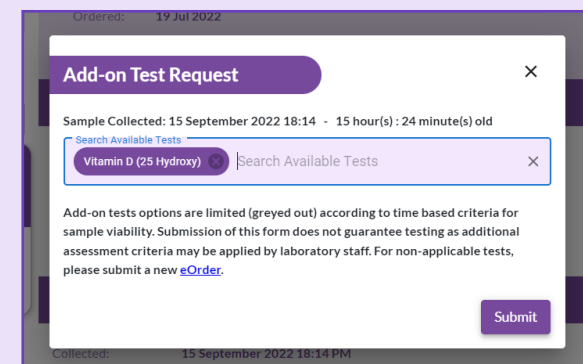 Ordered: 19 Jul 2022
Add-on Test Request
Sample Collected: 15 September 2022 18:14 - 15 hour(s) : 24 minute(s) old
Search Available Tests
Vitamin D (25 Hydroxy) Search Available Tests
Add-on tests options are limited (greyed out) according to time based criteria for
sample viability. Submission of this form does not guarantee testing as additional
assessment criteria may be applied by laboratory staff. For non-applicable tests,
please submit a new eOrder.
Submit
Collected: 15 September 2022 18:14 PM